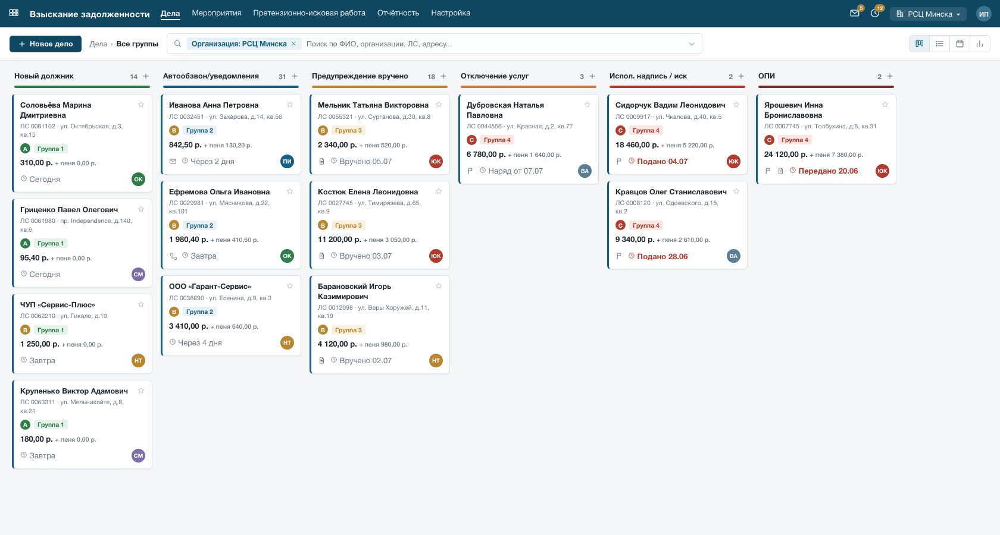 Взыскание задолженности
Дела
Мероприятия
Претензионно-исковая работа
Отчётность
Настройка
5
12
РСЦ Минска
ИП
+ Новое дело
Дела › Все группы
Организация: РСЦ Минска ×
Поиск по ФИО, организации, ЛС, адресу...
Новый должник 14 +
Соловьёва Марина
Дмитриевна
ЛС 0061102 · ул. Октябрьская, д.3,
кв.15
A Группа 1
310,00 р. + пеня 0,00 р.
Сегодня ОК
Гриценко Павел Олегович
ЛС 0061980 · пр. Independence, д.140,
кв.6
A Группа 1
95,40 р. + пеня 0,00 р.
Сегодня СМ
ЧУП «Сервис-Плюс»
ЛС 0062210 · ул. Гикало, д.19
B Группа 1
1 250,00 р. + пеня 0,00 р.
Завтра НТ
Крупенько Виктор Адамович
ЛС 0063311 · ул. Мельникайте, д.8,
кв.21
A Группа 1
180,00 р. + пеня 0,00 р.
Завтра СМ
Автообзвон/уведомления 31 +
Иванова Анна Петровна
ЛС 0032451 · ул. Захарова, д.14, кв.56
B Группа 2
842,50 р. + пеня 130,20 р.
Через 2 дня ПИ
Ефремова Ольга Ивановна
ЛС 0029981 · ул. Мясникова, д.22,
кв.101
B Группа 2
1 980,40 р. + пеня 410,60 р.
Завтра ОК
ООО «Гарант-Сервис»
ЛС 0038890 · ул. Есенина, д.9, кв.3
B Группа 2
3 410,00 р. + пеня 640,00 р.
Через 4 дня НТ
Предупреждение вручено 18 +
Мельник Татьяна Викторовна
ЛС 0055321 · ул. Сурганова, д.30, кв.8
B Группа 3
2 340,00 р. + пеня 520,00 р.
Вручено 05.07 ЮК
Костюк Елена Леонидовна
ЛС 0027745 · ул. Тимирязева, д.65,
кв.9
B Группа 3
11 200,00 р. + пеня 3 050,00 р.
Вручено 03.07 ЮК
Барановский Игорь
Казимирович
ЛС 0012098 · ул. Веры Хоружей, д.11,
кв.19
B Группа 3
4 120,00 р. + пеня 980,00 р.
Вручено 02.07 НТ
Отключение услуг 3 +
Дубровская Наталья
Павловна
ЛС 0044556 · ул. Красная, д.2, кв.77
C Группа 4
6 780,00 р. + пеня 1 640,00 р.
Наряд от 07.07 ВА
Испол. надпись / иск 2 +
Сидорчук Вадим Леонидович
ЛС 0009917 · ул. Чкалова, д.40, кв.5
C Группа 4
18 460,00 р. + пеня 5 220,00 р.
Подано 04.07 ЮК
Кравцов Олег Станиславович
ЛС 0008120 · ул. Одоевского, д.15,
кв.2
C Группа 4
9 340,00 р. + пеня 2 610,00 р.
Подано 28.06 ВА
ОПИ 2 +
Ярошевич Инна
Брониславовна
ЛС 0007745 · ул. Толбухина, д.6, кв.31
C Группа 4
24 120,00 р. + пеня 7 380,00 р.
Передано 20.06 ЮК